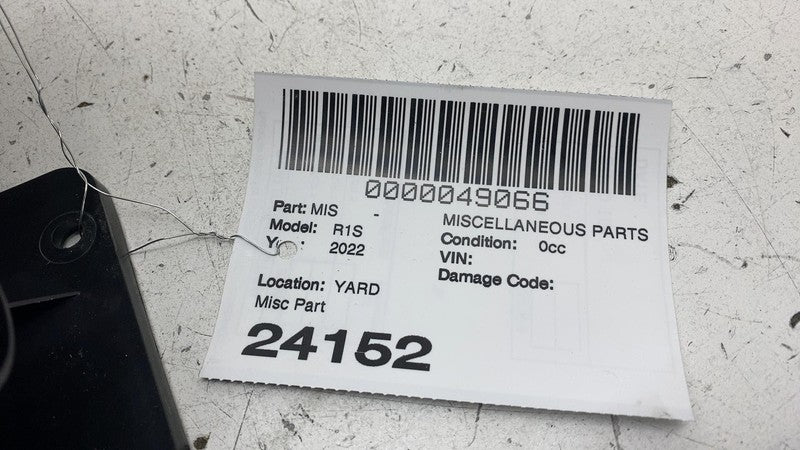 0000049066
Part: MIS - MISCELLANEOUS PARTS
Model: R1S Condition: 0cc
2022 VIN:
Location: YARD Damage Code:
Misc Part
24152